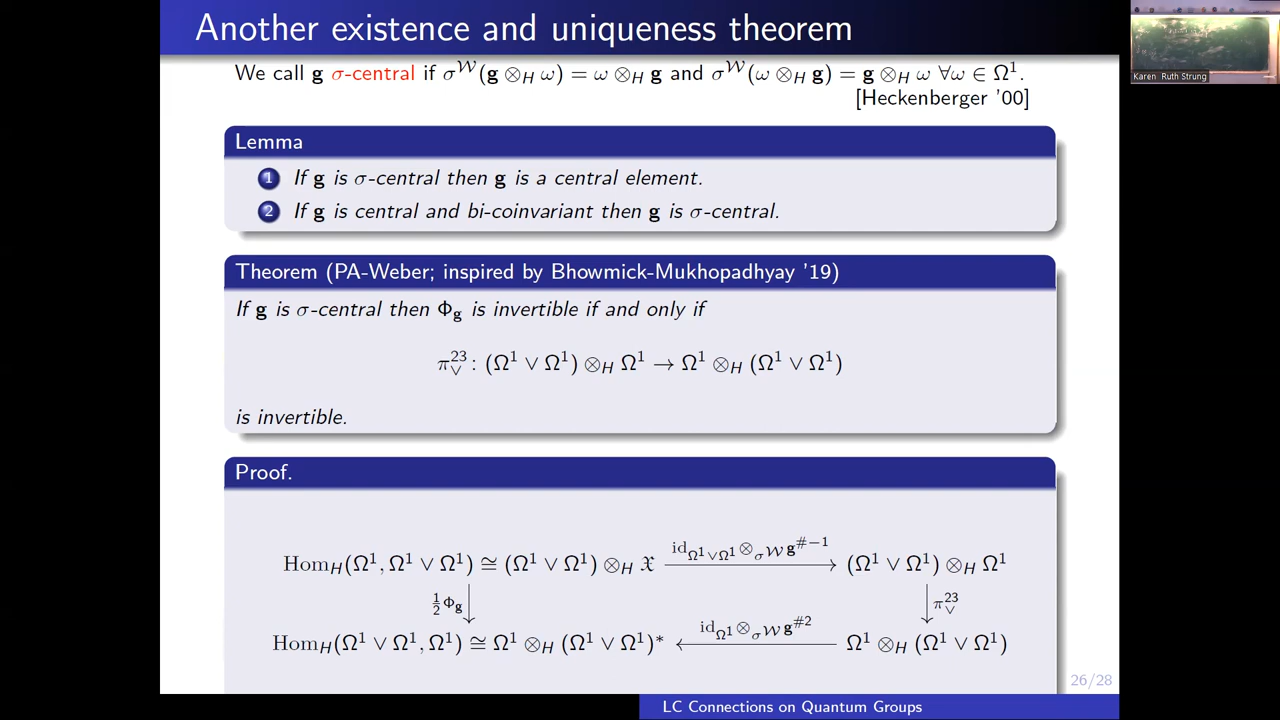 Another existence and uniqueness theorem
Karen Ruth Strung
We call g σ-central if σ^𝒲(g ⊗_H ω) = ω ⊗_H g and σ^𝒲(ω ⊗_H g) = g ⊗_H ω ∀ω ∈ Ω¹.
[Heckenberger '00]
Lemma
1 If g is σ-central then g is a central element.
2 If g is central and bi-coinvariant then g is σ-central.
Theorem (PA-Weber; inspired by Bhowmick-Mukhopadhyay '19)
If g is σ-central then Φ_g is invertible if and only if
π_∨^23 : (Ω¹ ∨ Ω¹) ⊗_H Ω¹ → Ω¹ ⊗_H (Ω¹ ∨ Ω¹)
is invertible.
Proof.
id_{Ω¹∨Ω¹} ⊗_{σ^𝒲} g^{#−1}
Hom_H(Ω¹, Ω¹ ∨ Ω¹) ≅ (Ω¹ ∨ Ω¹) ⊗_H 𝔛 ⟶ (Ω¹ ∨ Ω¹) ⊗_H Ω¹
½Φ_g ↓ ↓ π_∨^23
id_{Ω¹} ⊗_{σ^𝒲} g^{#2}
Hom_H(Ω¹ ∨ Ω¹, Ω¹) ≅ Ω¹ ⊗_H (Ω¹ ∨ Ω¹)* ⟵ Ω¹ ⊗_H (Ω¹ ∨ Ω¹)
26/28
LC Connections on Quantum Groups